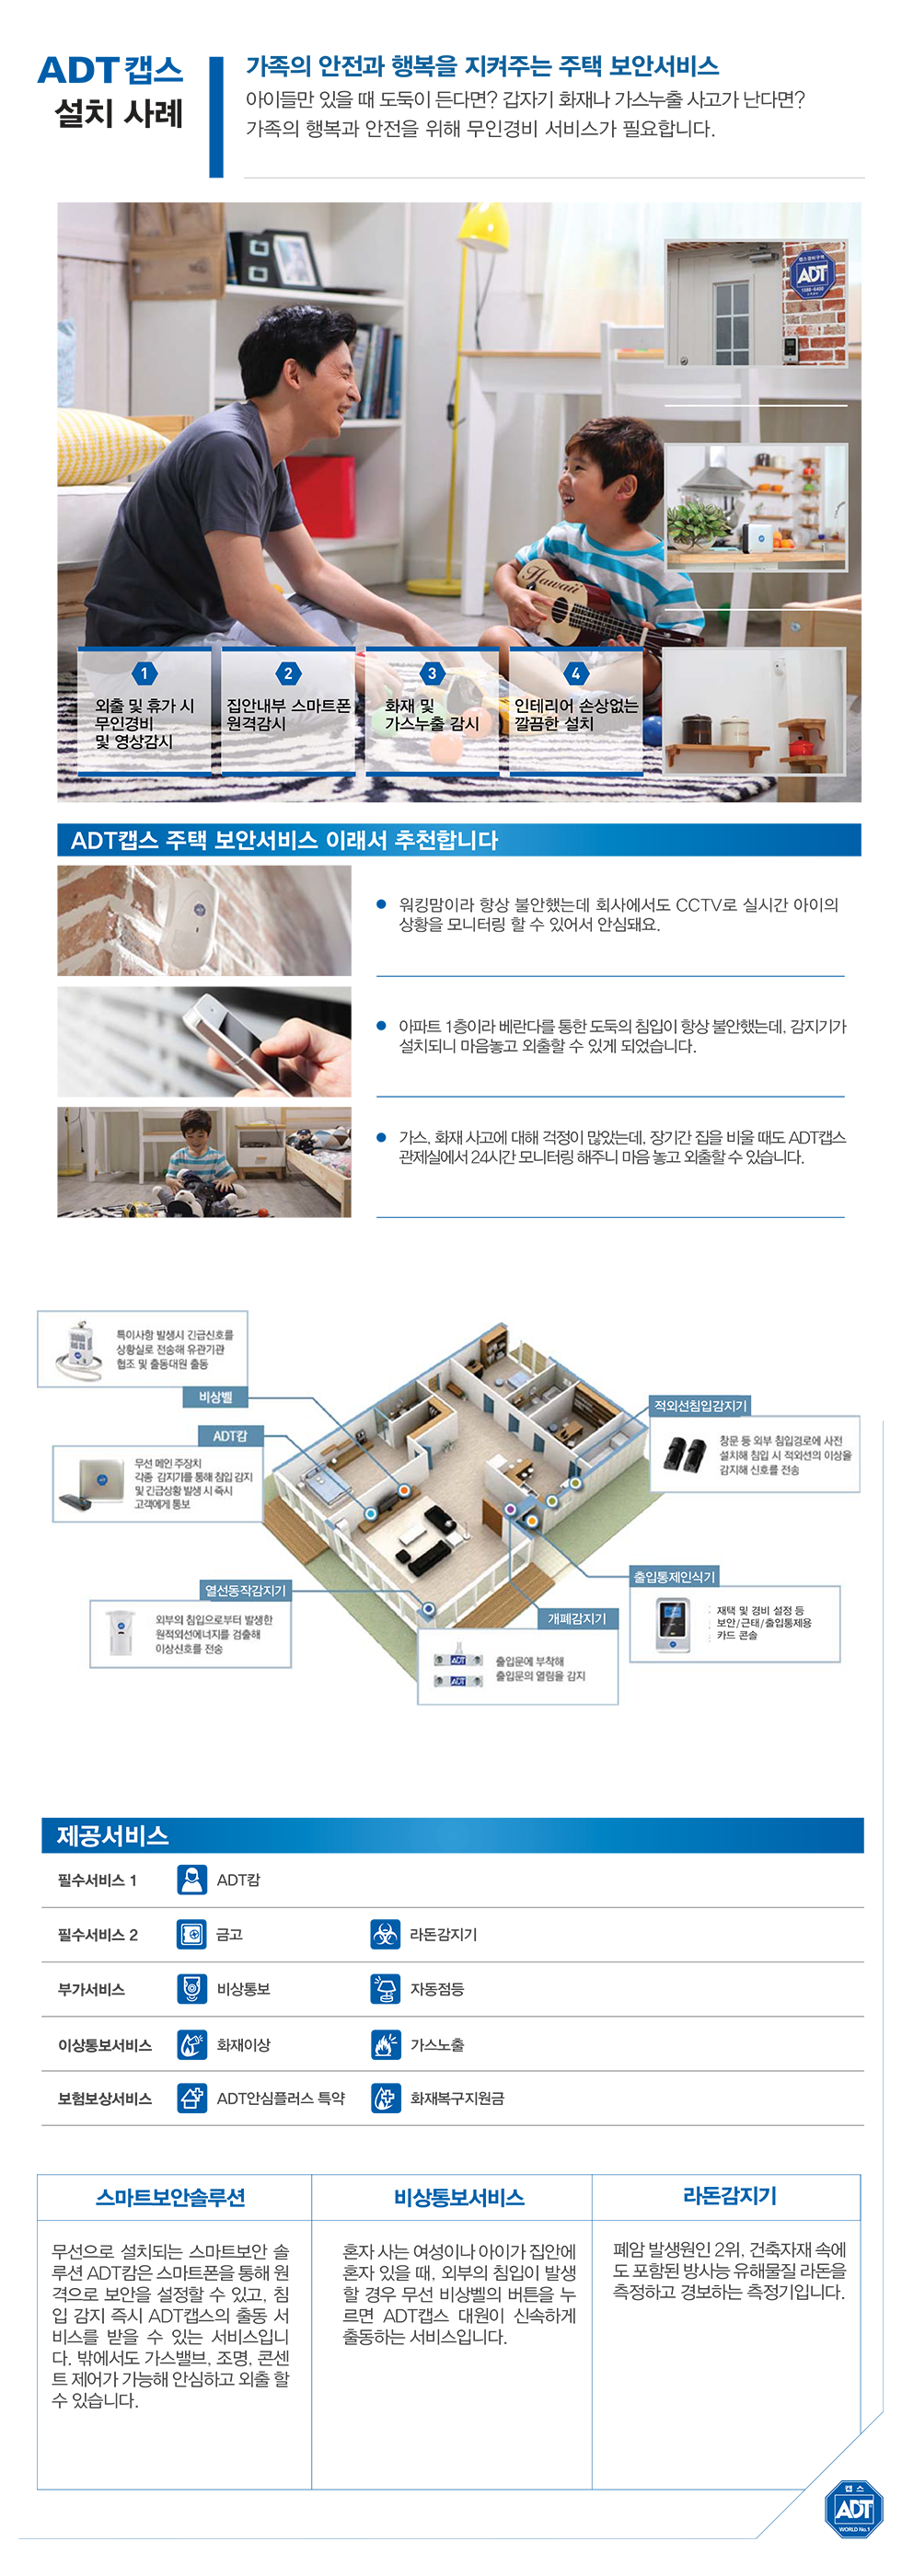 ADT캡스
설치 사례
가족의 안전과 행복을 지켜주는 주택 보안서비스
아이들만 있을 때 도둑이 든다면? 갑자기 화재나 가스누출 사고가 난다면?
가족의 행복과 안전을 위해 무인경비 서비스가 필요합니다.
캡스경비구역
ADT
1588-6400
Hawaii
1
외출 및 휴가 시
무인경비
및 영상감시
2
집안내부 스마트폰
원격감시
3
화재 및
가스누출 감시
4
인테리어 손상없는
깔끔한 설치
ADT캡스 주택 보안서비스 이래서 추천합니다
워킹맘이라 항상 불안했는데 회사에서도 CCTV로 실시간 아이의
상황을 모니터링 할 수 있어서 안심돼요.
아파트 1층이라 베란다를 통한 도둑의 침입이 항상 불안했는데, 감지기가
설치되니 마음놓고 외출할 수 있게 되었습니다.
가스, 화재 사고에 대해 걱정이 많았는데, 장기간 집을 비울 때도 ADT캡스
관제실에서 24시간 모니터링 해주니 마음 놓고 외출할 수 있습니다.
특이사항 발생시 긴급신호를
상황실로 전송해 유관기관
협조 및 출동대원 출동
비상벨
ADT캄
무선 메인 주장치
각종 감지기를 통해 침입 감지
및 긴급상황 발생 시 즉시
고객에게 통보
적외선침입감지기
창문 등 외부 침입경로에 사전
설치해 침입 시 적외선의 이상을
감지해 신호를 전송
열선동작감지기
외부의 침입으로부터 발생한
원적외선에너지를 검출해
이상신호를 전송
출입통제인식기
재택 및 경비 설정 등
보안/근태/출입통제용
카드 콘솔
개폐감지기
ADT
ADT
출입문에 부착해
출입문의 열림을 감지
제공서비스
필수서비스 1 ADT캄
필수서비스 2 금고 라돈감지기
부가서비스 비상통보 자동점등
이상통보서비스 화재이상 가스노출
보험보상서비스 ADT안심플러스 특약 화재복구지원금
스마트보안솔루션
무선으로 설치되는 스마트보안 솔
루션 ADT캄은 스마트폰을 통해 원
격으로 보안을 설정할 수 있고, 침
입 감지 즉시 ADT캡스의 출동 서
비스를 받을 수 있는 서비스입니
다. 밖에서도 가스밸브, 조명, 콘센
트 제어가 가능해 안심하고 외출 할
수 있습니다.
비상통보서비스
혼자 사는 여성이나 아이가 집안에
혼자 있을 때, 외부의 침입이 발생
할 경우 무선 비상벨의 버튼을 누
르면 ADT캡스 대원이 신속하게
출동하는 서비스입니다.
라돈감지기
폐암 발생원인 2위, 건축자재 속에
도 포함된 방사능 유해물질 라돈을
측정하고 경보하는 측정기입니다.
캡스
ADT
WORLD No.1